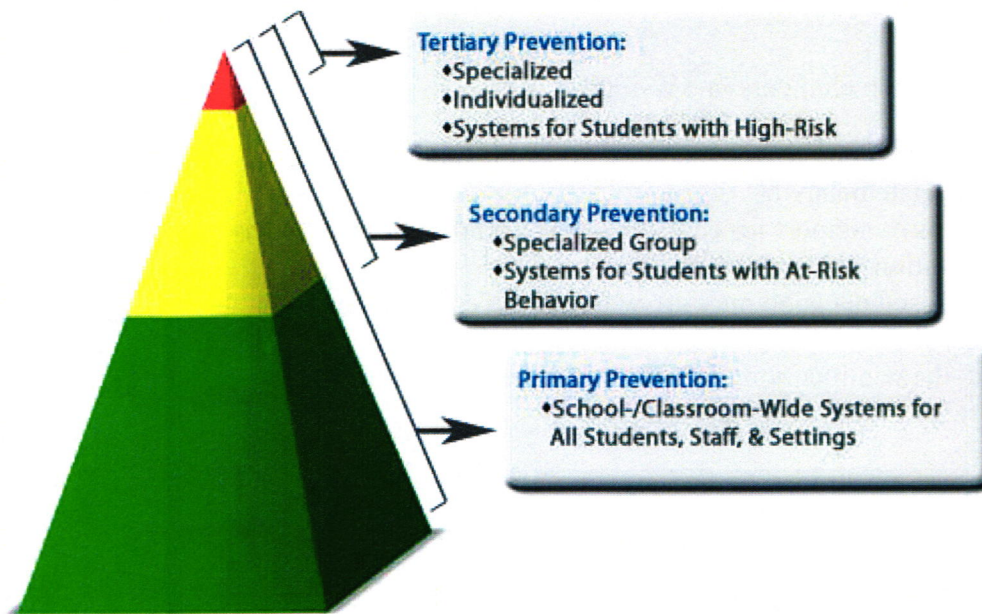 Tertiary Prevention:
♦Specialized
♦Individualized
♦Systems for Students with High-Risk
Secondary Prevention:
♦Specialized Group
♦Systems for Students with At-Risk
Behavior
Primary Prevention:
♦School-/Classroom-Wide Systems for
All Students, Staff, & Settings